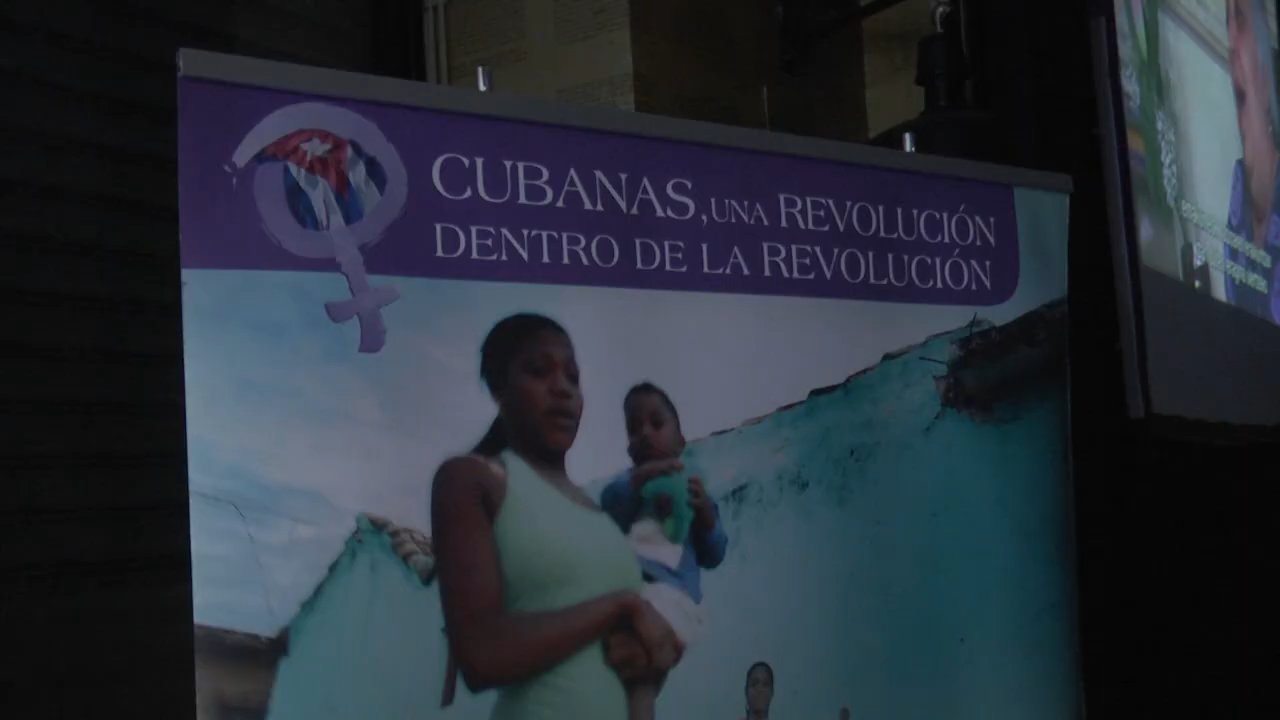 CUBANAS, UNA REVOLUCIÓN
DENTRO DE LA REVOLUCIÓN